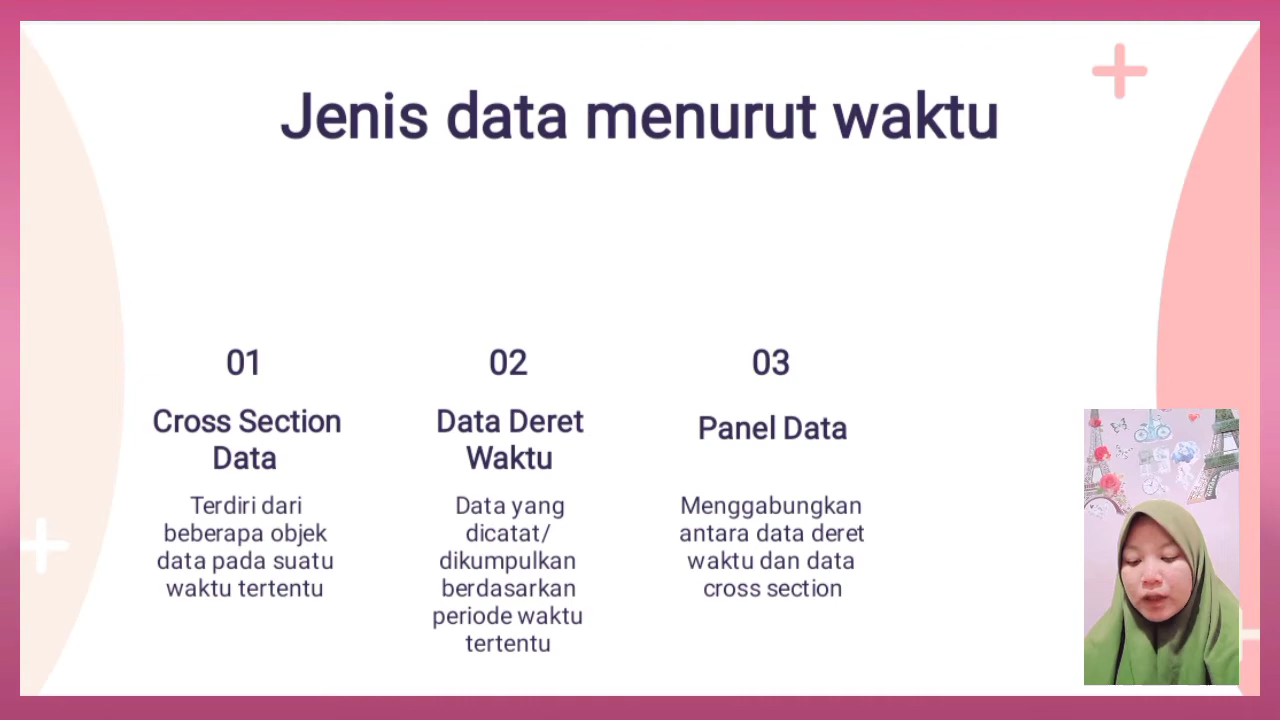 Jenis data menurut waktu
01
Cross Section
Data
Terdiri dari
beberapa objek
data pada suatu
waktu tertentu
02
Data Deret
Waktu
Data yang
dicatat/
dikumpulkan
berdasarkan
periode waktu
tertentu
03
Panel Data
Menggabungkan
antara data deret
waktu dan data
cross section